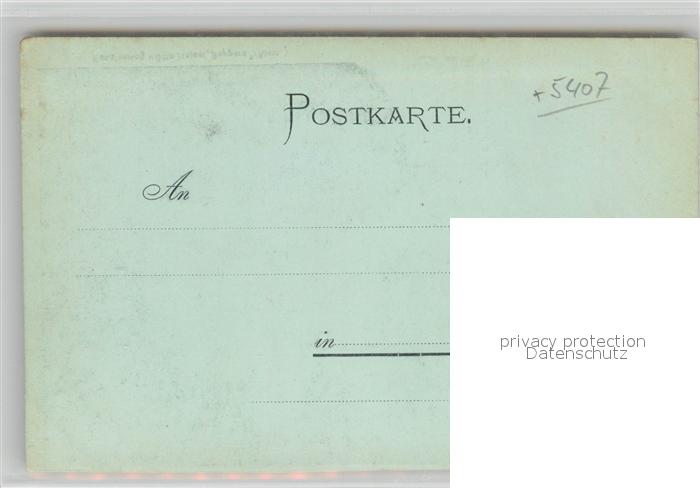 +5407
POSTKARTE.
An
in
privacy protection
Datenschutz